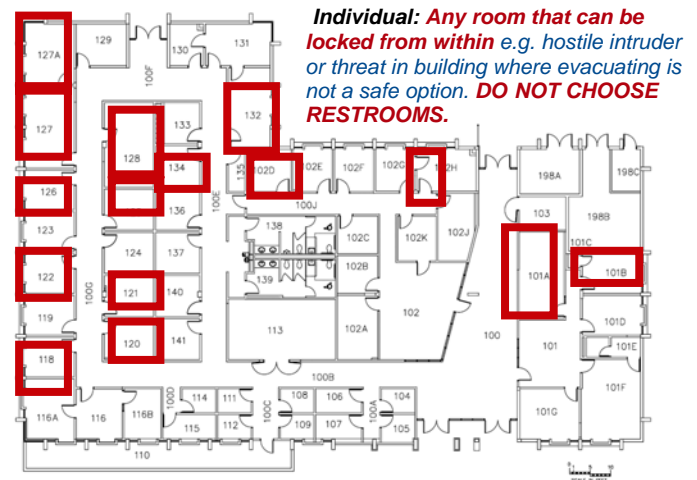 Individual: Any room that can be
locked from within e.g. hostile intruder
or threat in building where evacuating is
not a safe option. DO NOT CHOOSE
RESTROOMS.
127A
129
130
131
100F
127
132
133
128
134
135
102D
102E
102F
102G
102H
198A
198C
126
136
100E
100J
103
198B
123
138
102C
102K
102J
101C
124
137
122
102B
101A
101B
100G
121
140
139
119
102
101D
120
141
113
102A
100
101
101E
118
100B
101F
116A
116
116B
100D
114
111
100C
108
106
100A
104
101G
115
112
109
107
105
110
SCALE IN FEET